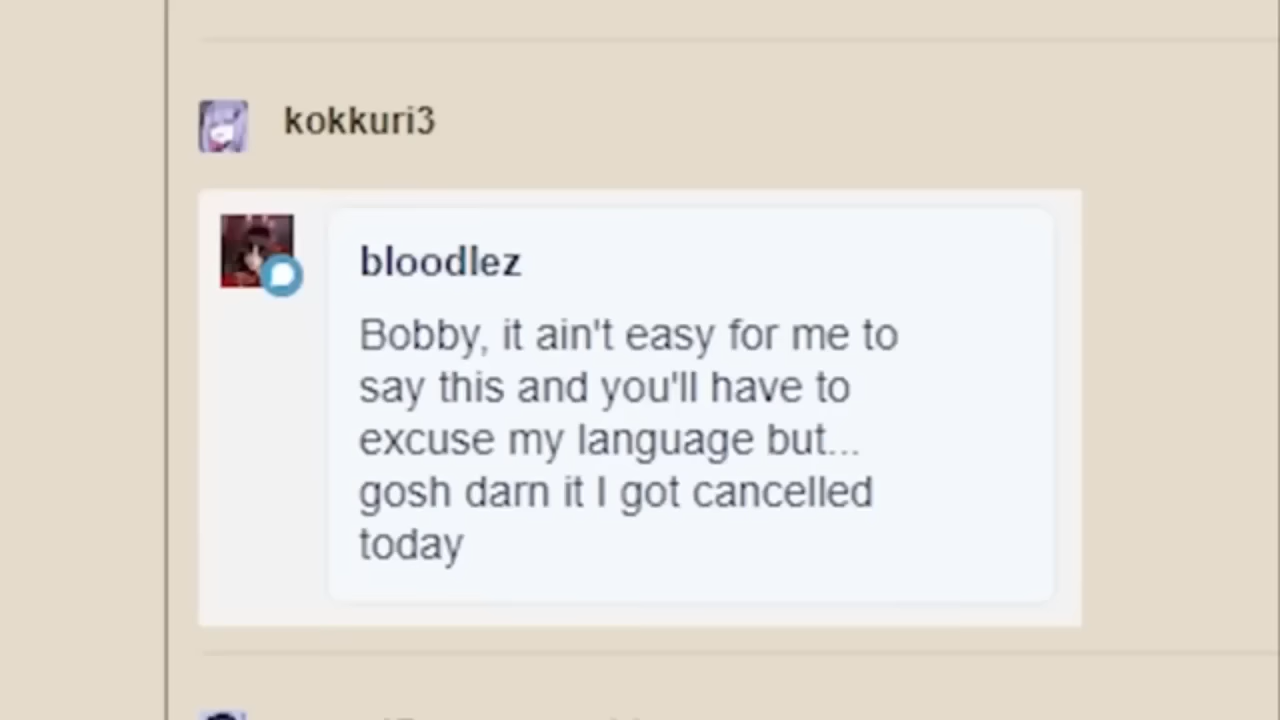 kokkuri3
bloodlez
Bobby, it ain't easy for me to
say this and you'll have to
excuse my language but...
gosh darn it I got cancelled
today